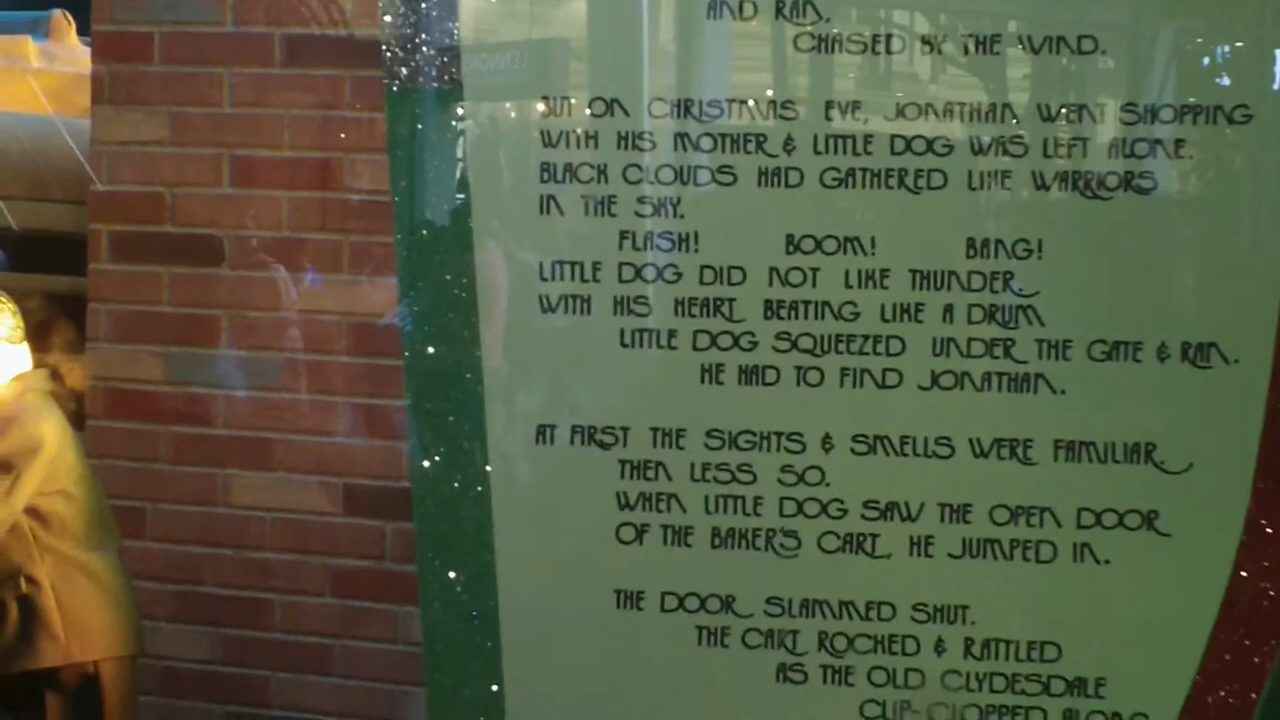 AND RAN.
CHASED BY THE WIND.
BUT ON CHRISTMAS EVE, JONATHAN WENT SHOPPING
WITH HIS MOTHER & LITTLE DOG WAS LEFT ALONE.
BLACK CLOUDS HAD GATHERED LIKE WARRIORS
IN THE SKY.
FLASH! BOOM! BANG!
LITTLE DOG DID NOT LIKE THUNDER.
WITH HIS HEART BEATING LIKE A DRUM
LITTLE DOG SQUEEZED UNDER THE GATE & RAN.
HE HAD TO FIND JONATHAN.
AT FIRST THE SIGHTS & SMELLS WERE FAMILIAR.
THEN LESS SO.
WHEN LITTLE DOG SAW THE OPEN DOOR
OF THE BAKER'S CART, HE JUMPED IN.
THE DOOR SLAMMED SHUT.
THE CART ROCKED & RATTLED
AS THE OLD CLYDESDALE
CLIP-CLOPPED ALONG